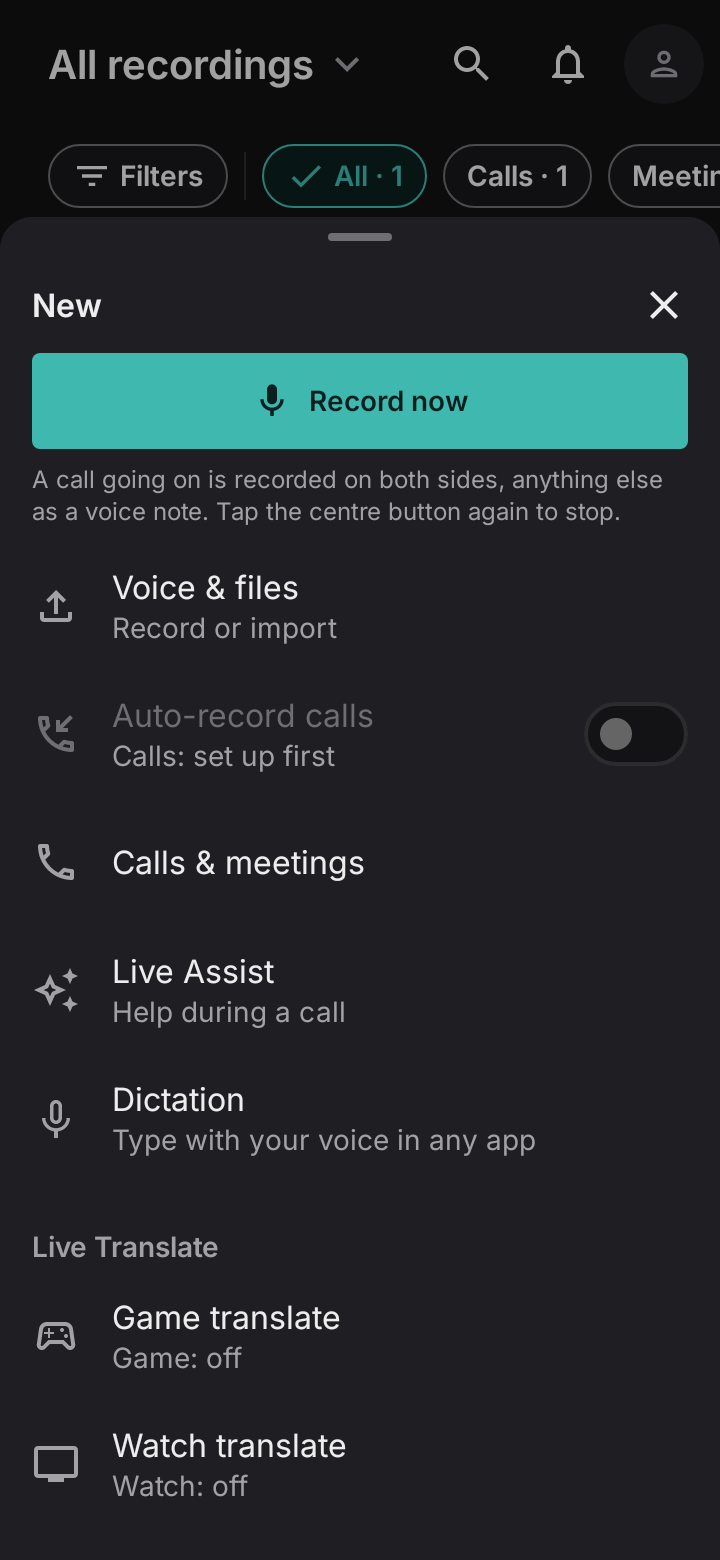 All recordings
Filters
All · 1
Calls · 1
New
Record now
A call going on is recorded on both sides, anything else
as a voice note. Tap the centre button again to stop.
Voice & files
Record or import
Auto-record calls
Calls: set up first
Calls & meetings
Live Assist
Help during a call
Dictation
Type with your voice in any app
Live Translate
Game translate
Game: off
Watch translate
Watch: off